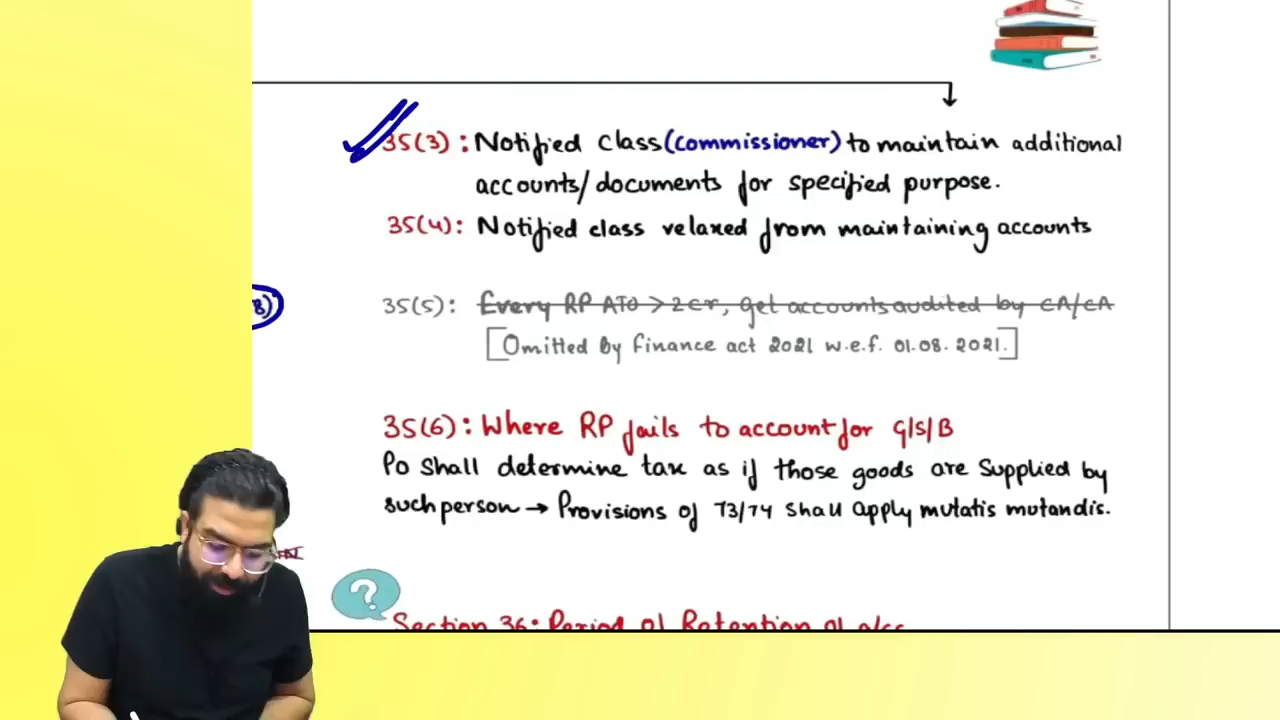 35(3): Notified class (commissioner) to maintain additional
accounts/documents for specified purpose.
35(4): Notified class relaxed from maintaining accounts
8)
35(5): Every RP ATO > 2cr, get accounts audited by CA/CA
[Omitted by finance act 2021 w.e.f. 01.08.2021.]
35(6): Where RP fails to account for G/S/B
PO shall determine tax as if those goods are supplied by
such person → Provisions of 73/74 shall apply mutatis mutandis.
?
Section 36: Period of Retention of a/cs